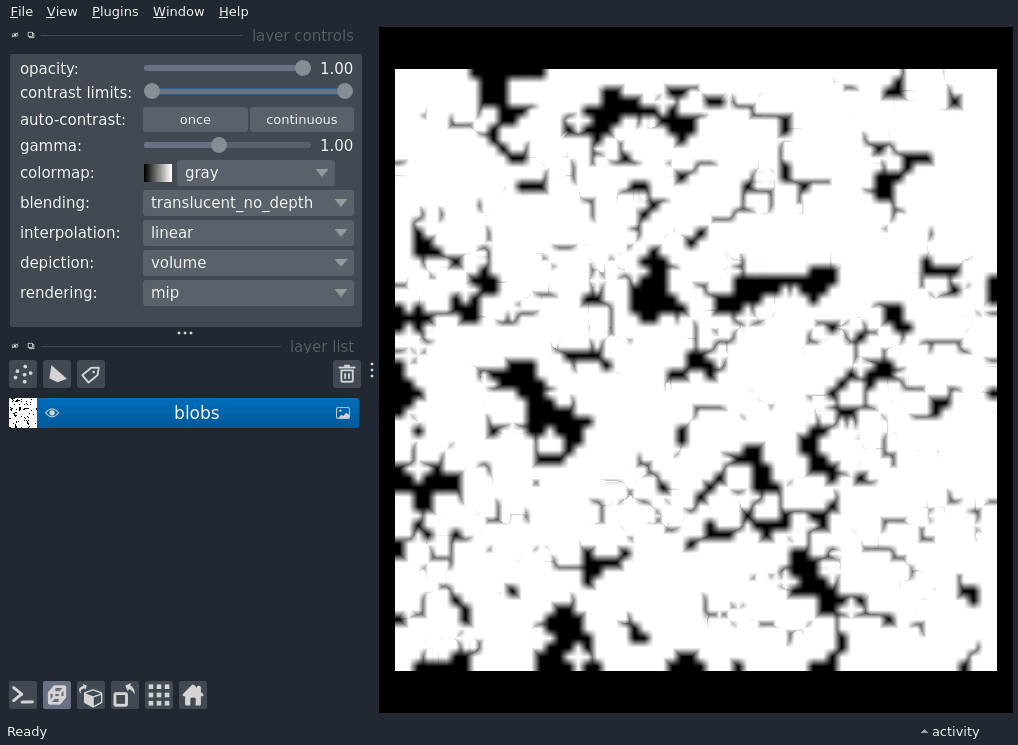 File View Plugins Window Help
layer controls
opacity: 1.00
contrast limits:
auto-contrast: once continuous
gamma: 1.00
colormap: gray
blending: translucent_no_depth
interpolation: linear
depiction: volume
rendering: mip
layer list
blobs
Ready activity